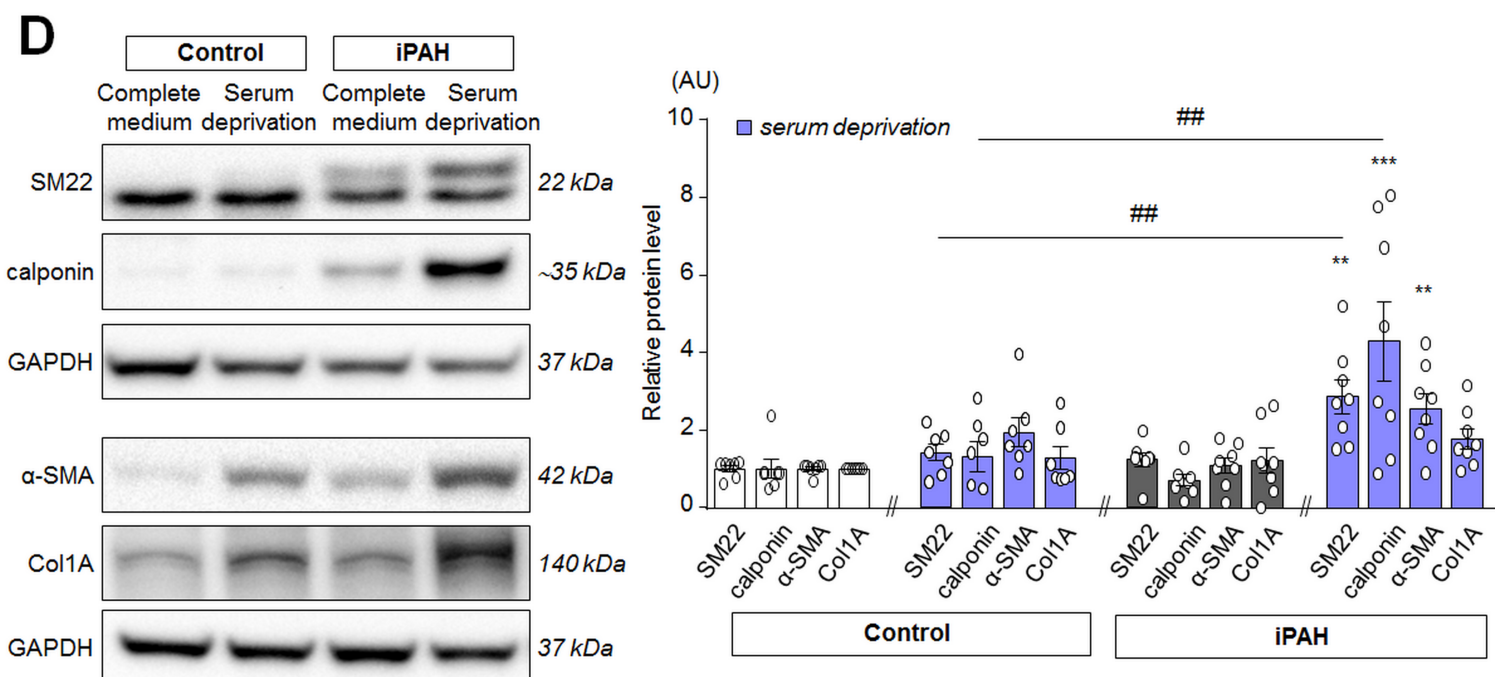 D
Control iPAH
Complete medium Serum deprivation Complete medium Serum deprivation
SM22 22 kDa
calponin ~35 kDa
GAPDH 37 kDa
α-SMA 42 kDa
Col1A 140 kDa
GAPDH 37 kDa
(AU)
Relative protein level
10
8
6
4
2
0
serum deprivation
##
***
##
**
**
SM22 calponin α-SMA Col1A // SM22 calponin α-SMA Col1A // SM22 calponin α-SMA Col1A // SM22 calponin α-SMA Col1A
Control iPAH